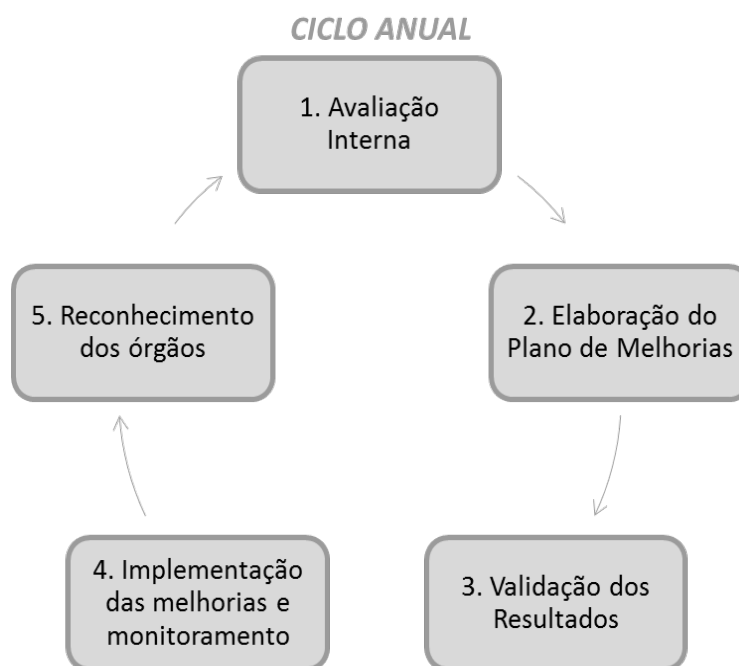 CICLO ANUAL
1. Avaliação
Interna
2. Elaboração do
Plano de Melhorias
3. Validação dos
Resultados
4. Implementação
das melhorias e
monitoramento
5. Reconhecimento
dos órgãos